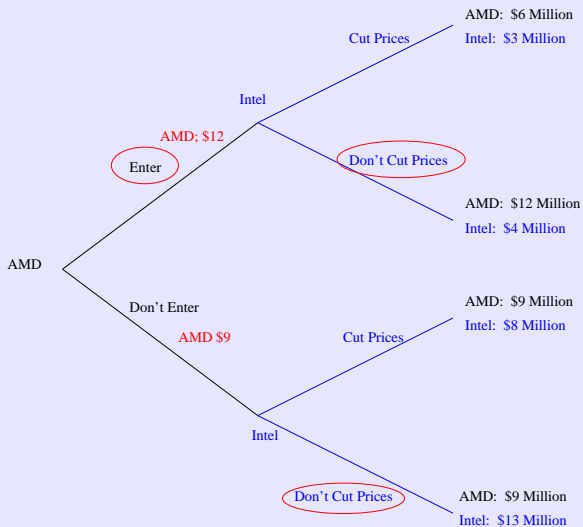 AMD: $6 Million
Intel: $3 Million
Cut Prices
Intel
AMD; $12
Enter
Don't Cut Prices
AMD: $12 Million
Intel: $4 Million
AMD
Don't Enter
AMD $9
AMD: $9 Million
Intel: $8 Million
Cut Prices
Intel
Don't Cut Prices
AMD: $9 Million
Intel: $13 Million